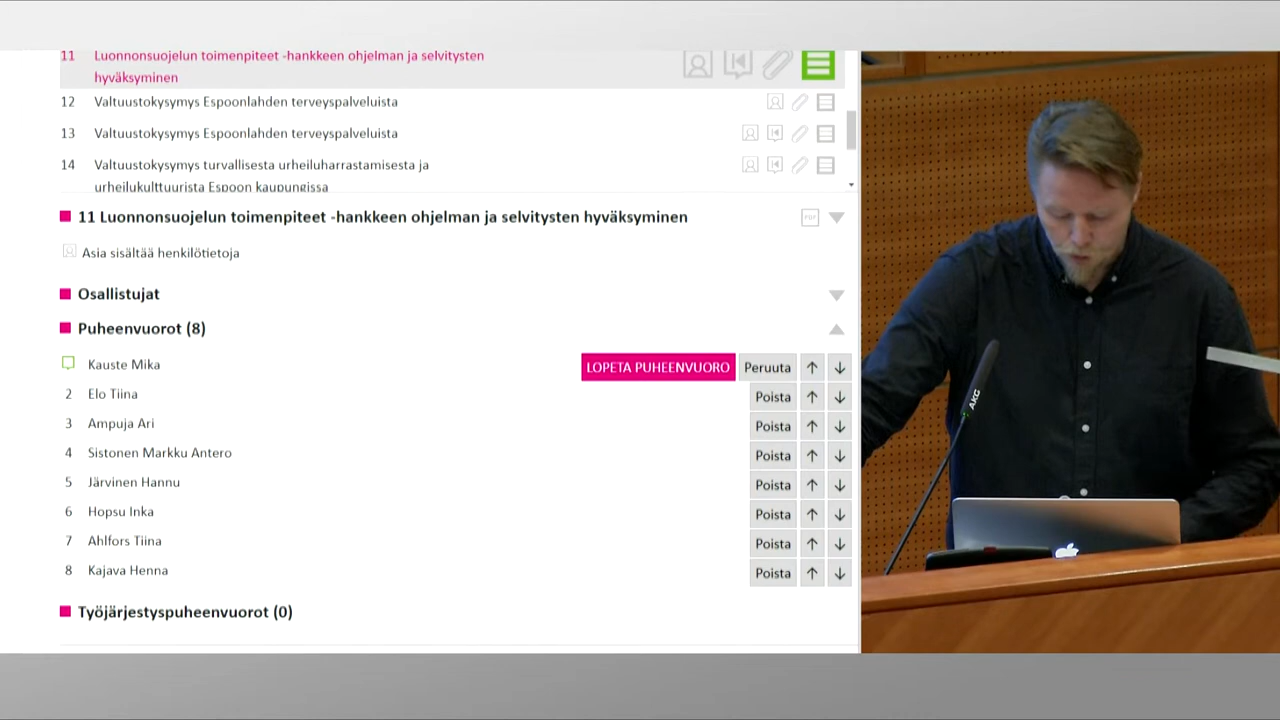 11 Luonnonsuojelun toimenpiteet -hankkeen ohjelman ja selvitysten
hyväksyminen
12 Valtuustokysymys Espoonlahden terveyspalveluista
13 Valtuustokysymys Espoonlahden terveyspalveluista
14 Valtuustokysymys turvallisesta urheiluharrastamisesta ja
urheilukulttuurista Espoon kaupungissa
11 Luonnonsuojelun toimenpiteet -hankkeen ohjelman ja selvitysten hyväksyminen
PDF
Asia sisältää henkilötietoja
Osallistujat
Puheenvuorot (8)
Kauste Mika LOPETA PUHEENVUORO Peruuta
2 Elo Tiina Poista
3 Ampuja Ari Poista
4 Sistonen Markku Antero Poista
5 Järvinen Hannu Poista
6 Hopsu Inka Poista
7 Ahlfors Tiina Poista
8 Kajava Henna Poista
Työjärjestyspuheenvuorot (0)
AKG